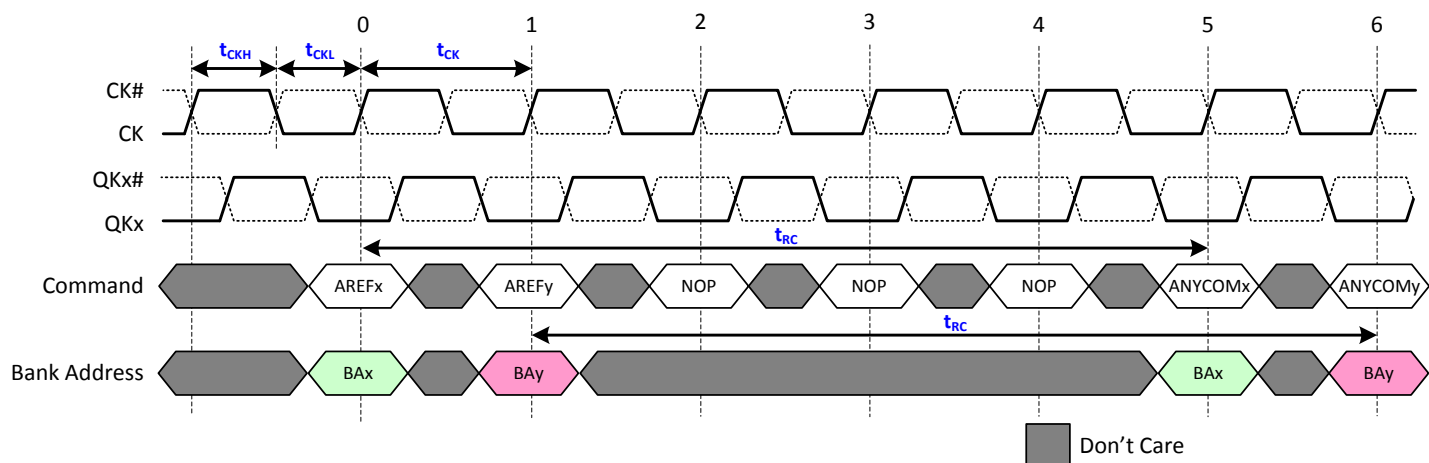 0 1 2 3 4 5 6
tCKH tCKL tCK
CK#
CK
QKx#
QKx
tRC
Command AREFx AREFy NOP NOP NOP ANYCOMx ANYCOMy
tRC
Bank Address BAx BAy BAx BAy
Don't Care